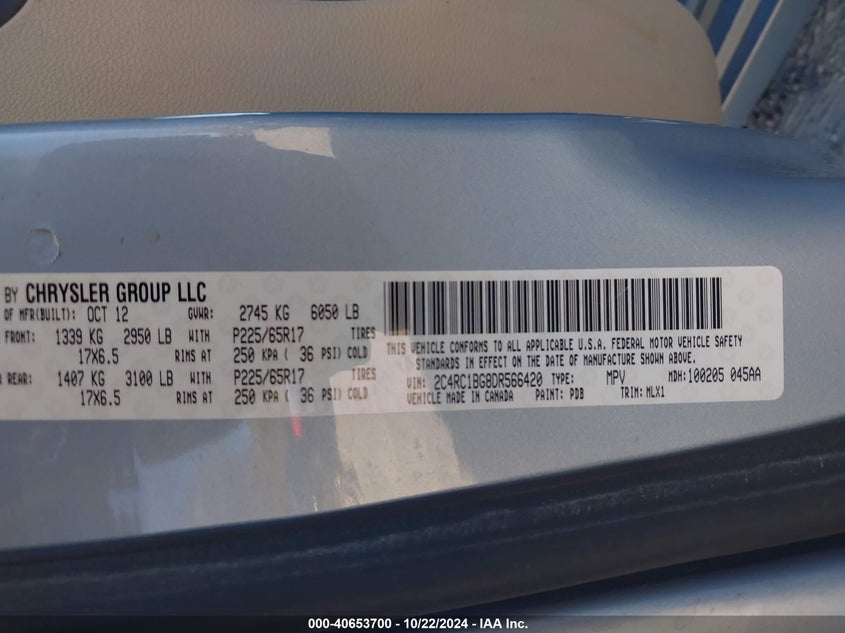 BY CHRYSLER GROUP LLC
OF MFR(BUILT): OCT 12 GVWR: 2745 KG 6050 LB
FRONT: 1339 KG 2950 LB WITH P225/65R17 TIRES
17X6.5 RIMS AT 250 KPA ( 36 PSI) COLD
REAR: 1407 KG 3100 LB WITH P225/65R17 TIRES
17X6.5 RIMS AT 250 KPA ( 36 PSI) COLD
THIS VEHICLE CONFORMS TO ALL APPLICABLE U.S.A. FEDERAL MOTOR VEHICLE SAFETY
STANDARDS IN EFFECT ON THE DATE OF MANUFACTURE SHOWN ABOVE.
VIN: 2C4RC1BG8DR566420 TYPE: MPV MDH:100205 045AA
VEHICLE MADE IN CANADA PAINT: PDB TRIM: MLX1
000-40653700 - 10/22/2024 - IAA Inc.